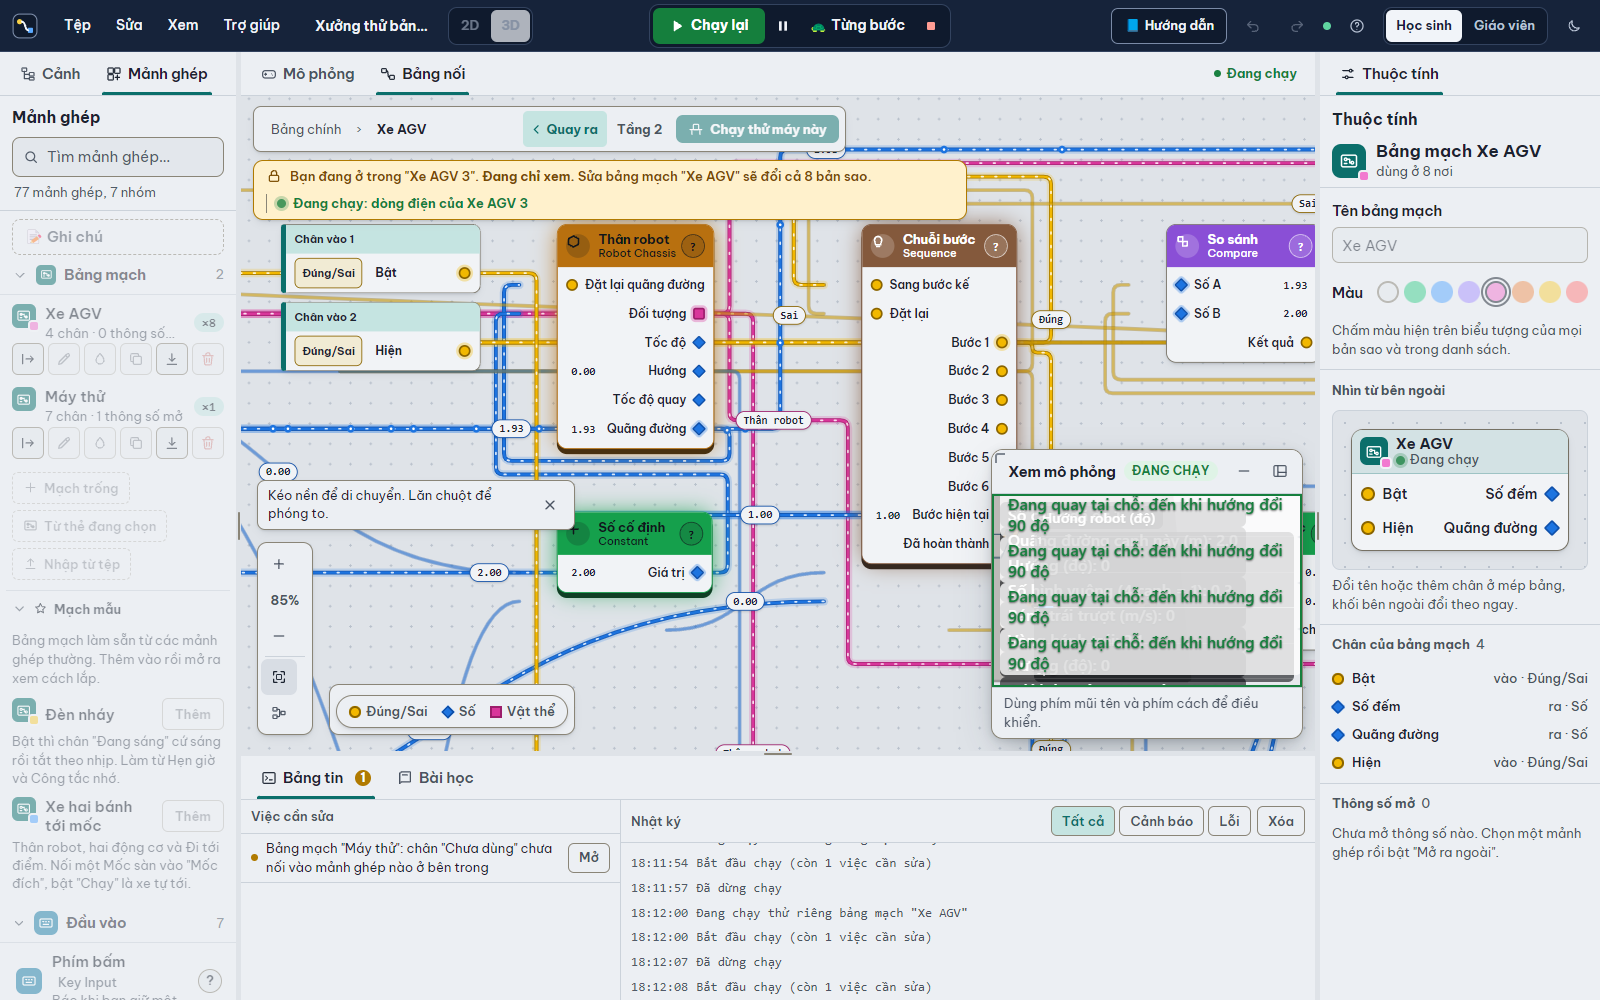 Tệp Sửa Xem Trợ giúp Xưởng thử bản... 2D 3D Chạy lại Từng bước Hướng dẫn Học sinh Giáo viên
Cảnh Mảnh ghép
Mảnh ghép
Tìm mảnh ghép...
77 mảnh ghép, 7 nhóm
Ghi chú
Bảng mạch 2
Xe AGV
4 chân · 0 thông số... ×8
Máy thử
7 chân · 1 thông số mở ×1
Mạch trống
Từ thẻ đang chọn
Nhập từ tệp
Mạch mẫu
Bảng mạch làm sẵn từ các mảnh
ghép thường. Thêm vào rồi mở ra
xem cách lắp.
Đèn nháy Thêm
Bật thì chân "Đang sáng" cứ sáng
rồi tắt theo nhịp. Làm từ Hẹn giờ
và Công tắc nhớ.
Xe hai bánh
tới mốc Thêm
Thân robot, hai động cơ và Đi tới
điểm. Nối một Mốc sàn vào "Mốc
đích", bật "Chạy" là xe tự tới.
Đầu vào 7
Phím bấm
Key Input
Mô phỏng Bảng nối Đang chạy
Bảng chính › Xe AGV Quay ra Tầng 2 Chạy thử máy này
Bạn đang ở trong "Xe AGV 3". Đang chỉ xem. Sửa bảng mạch "Xe AGV" sẽ đổi cả 8 bản sao.
Đang chạy: dòng điện của Xe AGV 3
Chân vào 1
Đúng/Sai Bật
Chân vào 2
Đúng/Sai Hiện
Thân robot
Robot Chassis
?
Đặt lại quãng đường
Đối tượng
Tốc độ
0.00 Hướng
Tốc độ quay
1.93 Quãng đường
Chuỗi bước
Sequence
?
Sang bước kế
Đặt lại
Bước 1
Bước 2
Bước 3
Bước 4
Bước 5
Bước 6
1.00 Bước hiện tại
Đã hoàn thành
So sánh
Compare
?
Số A 1.93
Số B 2.00
Kết quả
Sai
Sai
Đúng
Thân robot
1.93
0.00
1.00
2.00
0.00
Đúng
Kéo nền để di chuyển. Lăn chuột để
phóng to.
Số cố định
Constant
?
2.00 Giá trị
85%
Đúng/Sai Số Vật thể
Xem mô phỏng ĐANG CHẠY
Đang quay tại chỗ: đến khi hướng đổi
90 độ
Đang quay tại chỗ: đến khi hướng đổi
90 độ
Đang quay tại chỗ: đến khi hướng đổi
90 độ
Đang quay tại chỗ: đến khi hướng đổi
90 độ
Dùng phím mũi tên và phím cách để điều
khiển.
Bảng tin 1 Bài học
Việc cần sửa
Bảng mạch "Máy thử": chân "Chưa dùng" chưa
nối vào mảnh ghép nào ở bên trong
Mở
Nhật ký Tất cả Cảnh báo Lỗi Xóa
18:11:54 Bắt đầu chạy (còn 1 việc cần sửa)
18:11:57 Đã dừng chạy
18:12:00 Đang chạy thử riêng bảng mạch "Xe AGV"
18:12:00 Bắt đầu chạy (còn 1 việc cần sửa)
18:12:07 Đã dừng chạy
18:12:08 Bắt đầu chạy (còn 1 việc cần sửa)
Thuộc tính
Thuộc tính
Bảng mạch Xe AGV
dùng ở 8 nơi
Tên bảng mạch
Xe AGV
Màu
Chấm màu hiện trên biểu tượng của mọi
bản sao và trong danh sách.
Nhìn từ bên ngoài
Xe AGV
Đang chạy
Bật Số đếm
Hiện Quãng đường
Đổi tên hoặc thêm chân ở mép bảng,
khối bên ngoài đổi theo ngay.
Chân của bảng mạch 4
Bật vào · Đúng/Sai
Số đếm ra · Số
Quãng đường ra · Số
Hiện vào · Đúng/Sai
Thông số mở 0
Chưa mở thông số nào. Chọn một mảnh
ghép rồi bật "Mở ra ngoài".